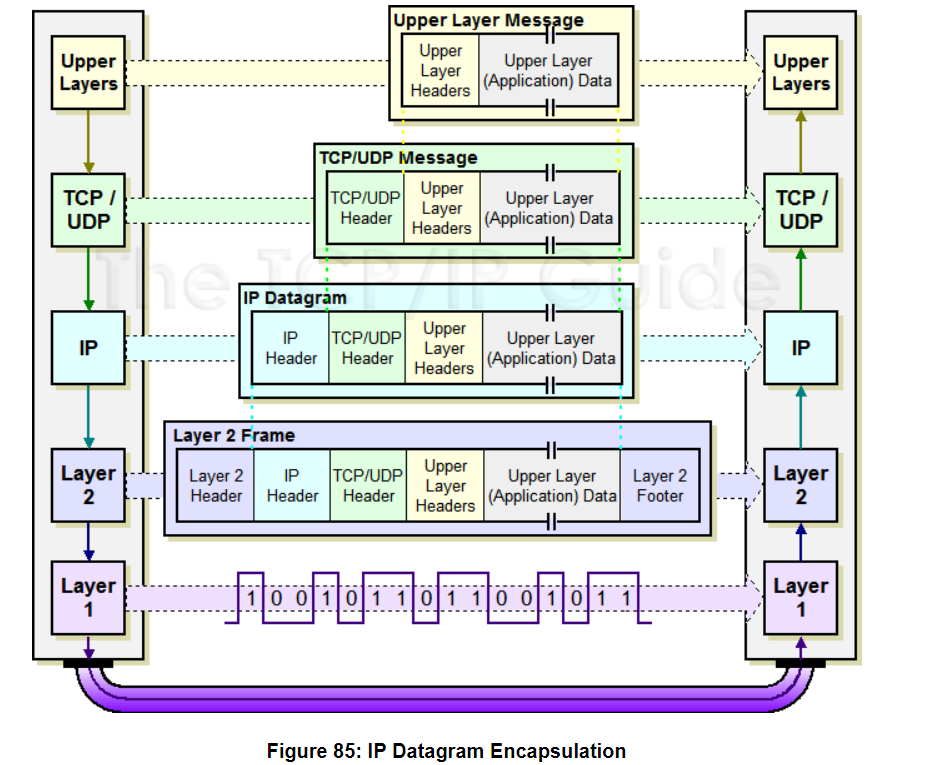 Upper Layer Message
Upper
Layers
Upper
Layer
Headers
Upper Layer
(Application) Data
Upper
Layers
TCP/UDP Message
TCP /
UDP
TCP/UDP
Header
Upper
Layer
Headers
Upper Layer
(Application) Data
TCP /
UDP
The TCP/IP Guide
IP Datagram
IP
IP
Header
TCP/UDP
Header
Upper
Layer
Headers
Upper Layer
(Application) Data
IP
Layer 2 Frame
Layer
2
Layer 2
Header
IP
Header
TCP/UDP
Header
Upper
Layer
Headers
Upper Layer
(Application) Data
Layer 2
Footer
Layer
2
Layer
1
1 0 0 1 0 1 1 0 1 1 0 0 1 0 1 1
Layer
1
Figure 85: IP Datagram Encapsulation